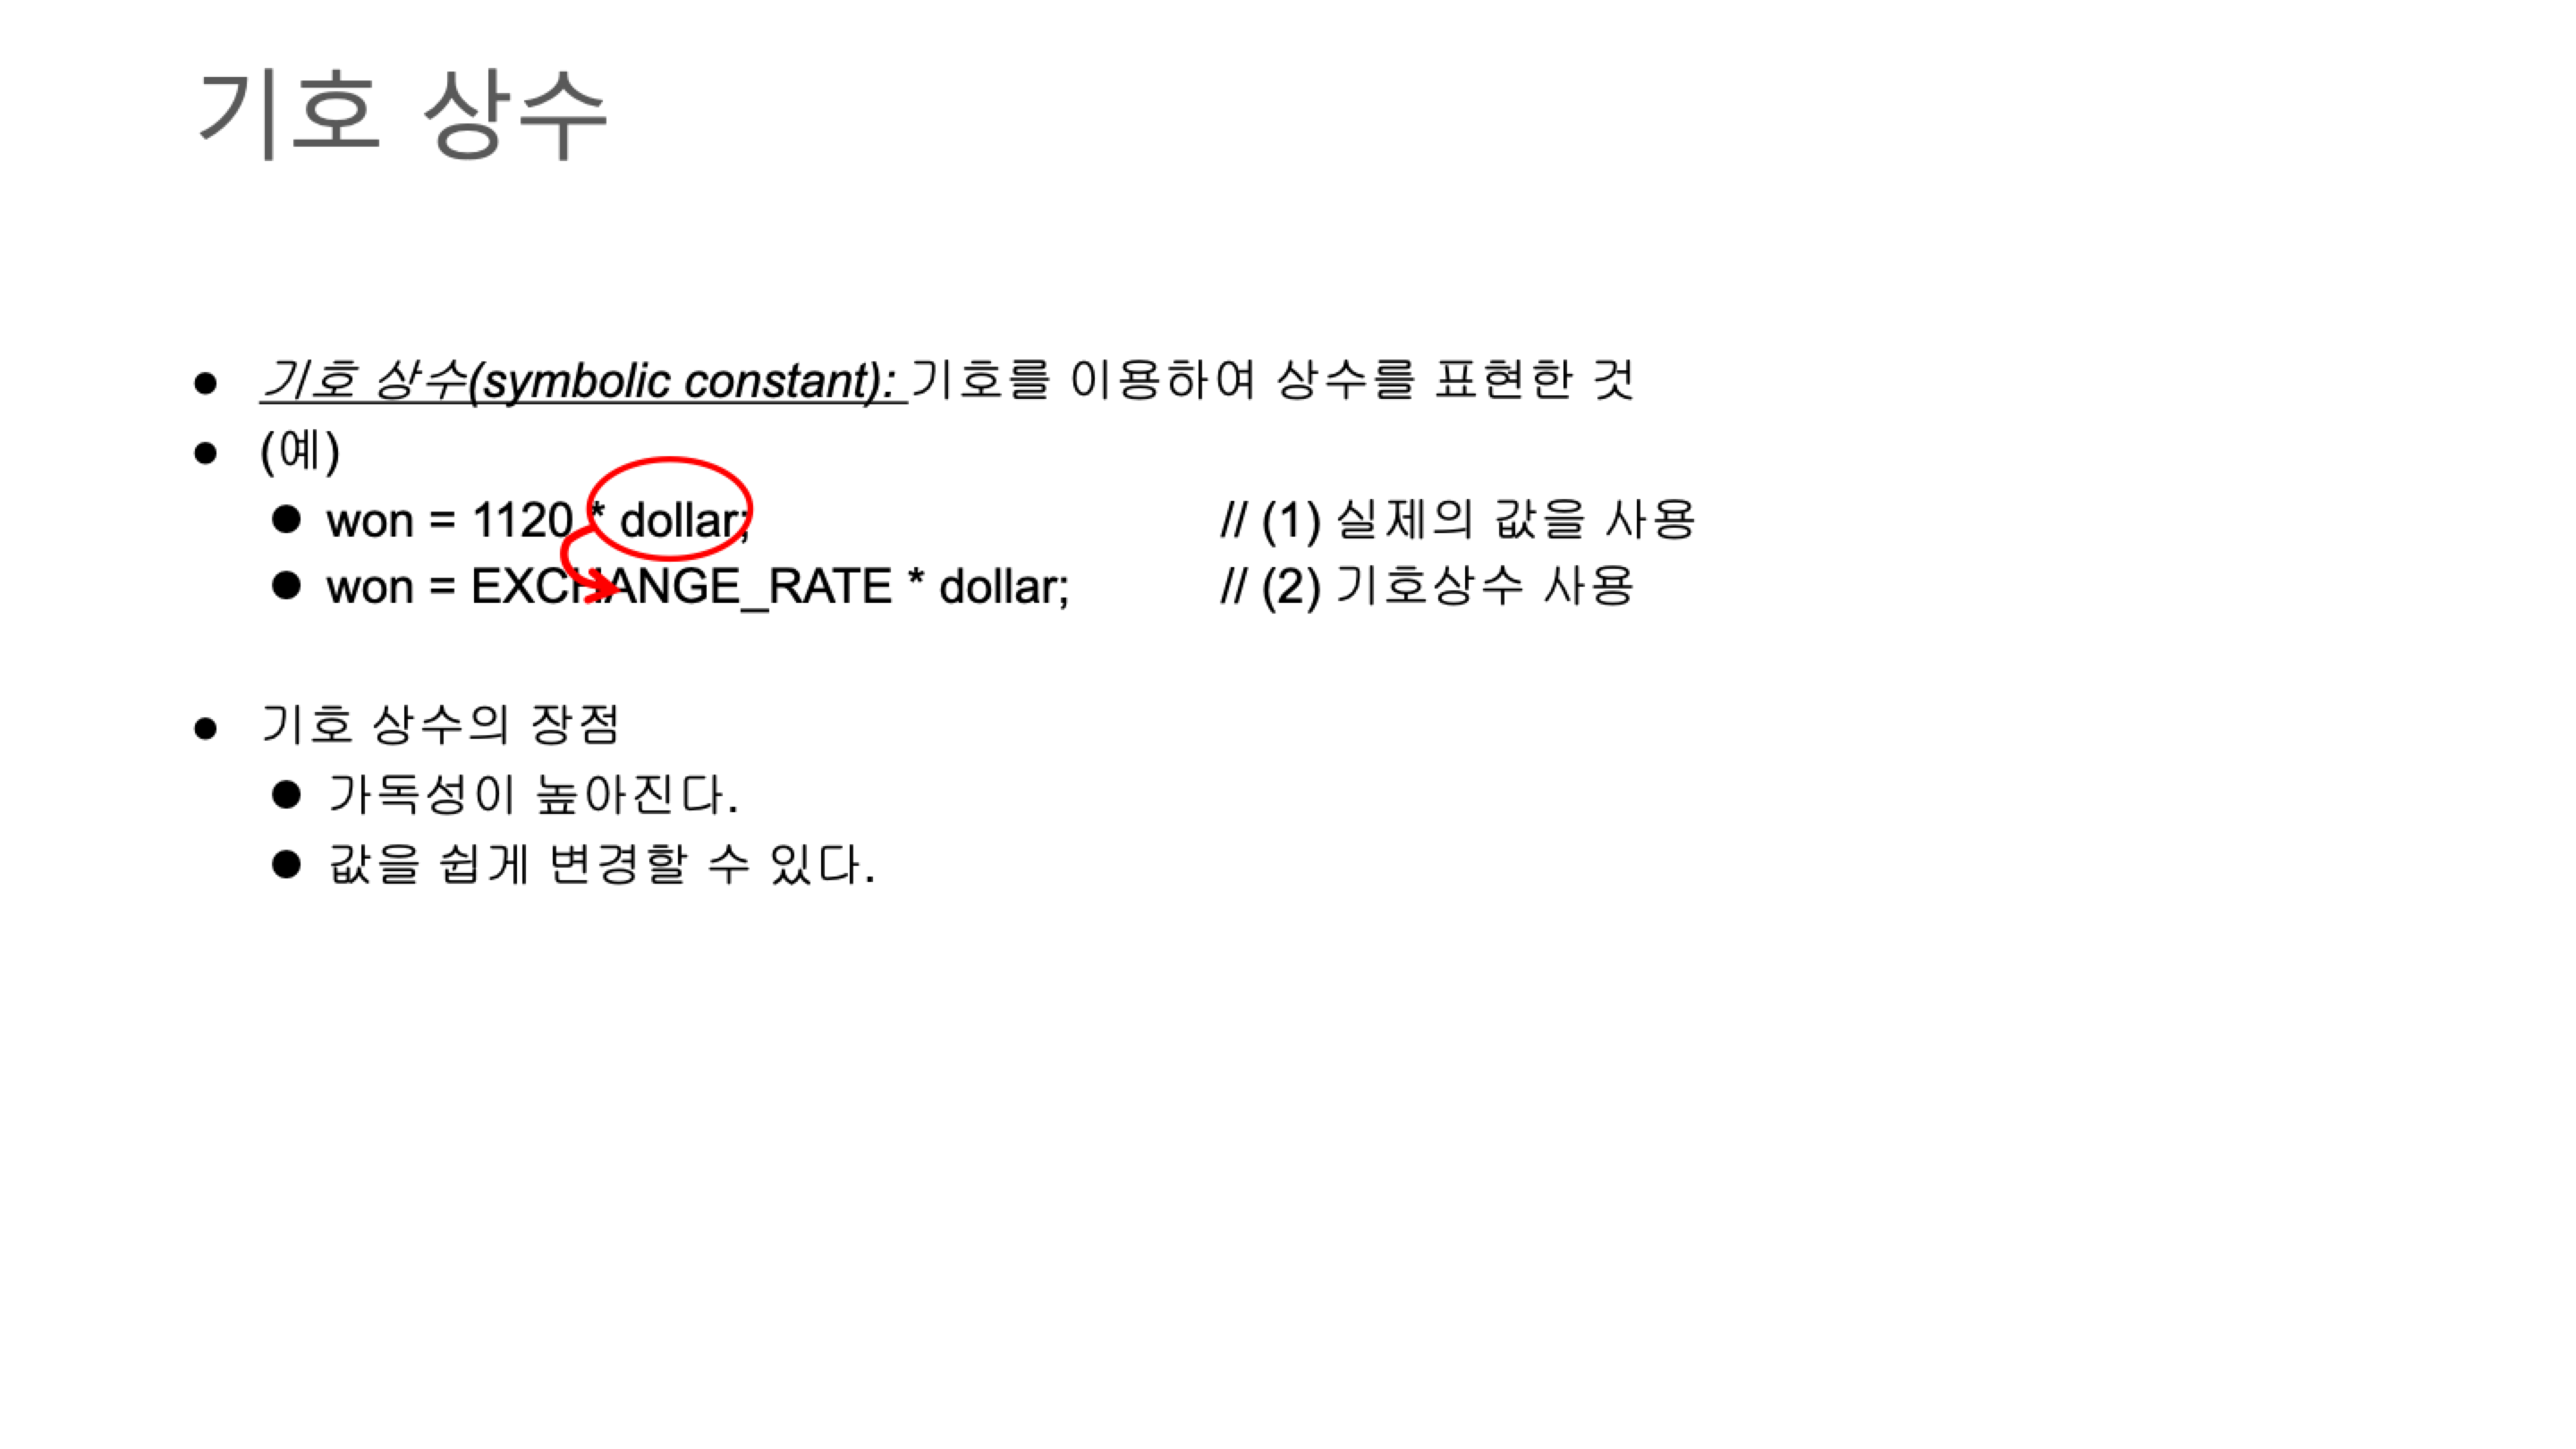 기호 상수
● 기호 상수(symbolic constant): 기호를 이용하여 상수를 표현한 것
● (예)
● won = 1120 * dollar; // (1) 실제의 값을 사용
● won = EXCHANGE_RATE * dollar; // (2) 기호상수 사용
● 기호 상수의 장점
● 가독성이 높아진다.
● 값을 쉽게 변경할 수 있다.